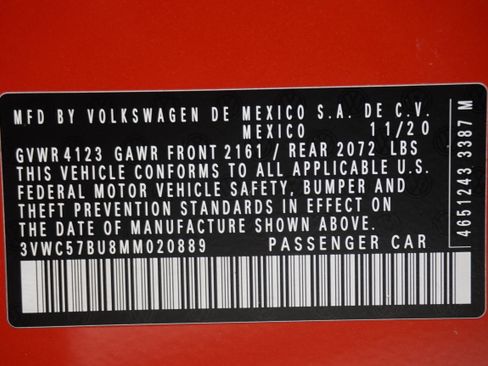 MFD BY VOLKSWAGEN DE MEXICO S.A. DE C.V.
MEXICO 11/20
GVWR 4123 GAWR FRONT 2161 / REAR 2072 LBS
THIS VEHICLE CONFORMS TO ALL APPLICABLE U.S.
FEDERAL MOTOR VEHICLE SAFETY, BUMPER AND
THEFT PREVENTION STANDARDS IN EFFECT ON
THE DATE OF MANUFACTURE SHOWN ABOVE.
3VWC57BU8MM020889 PASSENGER CAR
4651243 3387 M